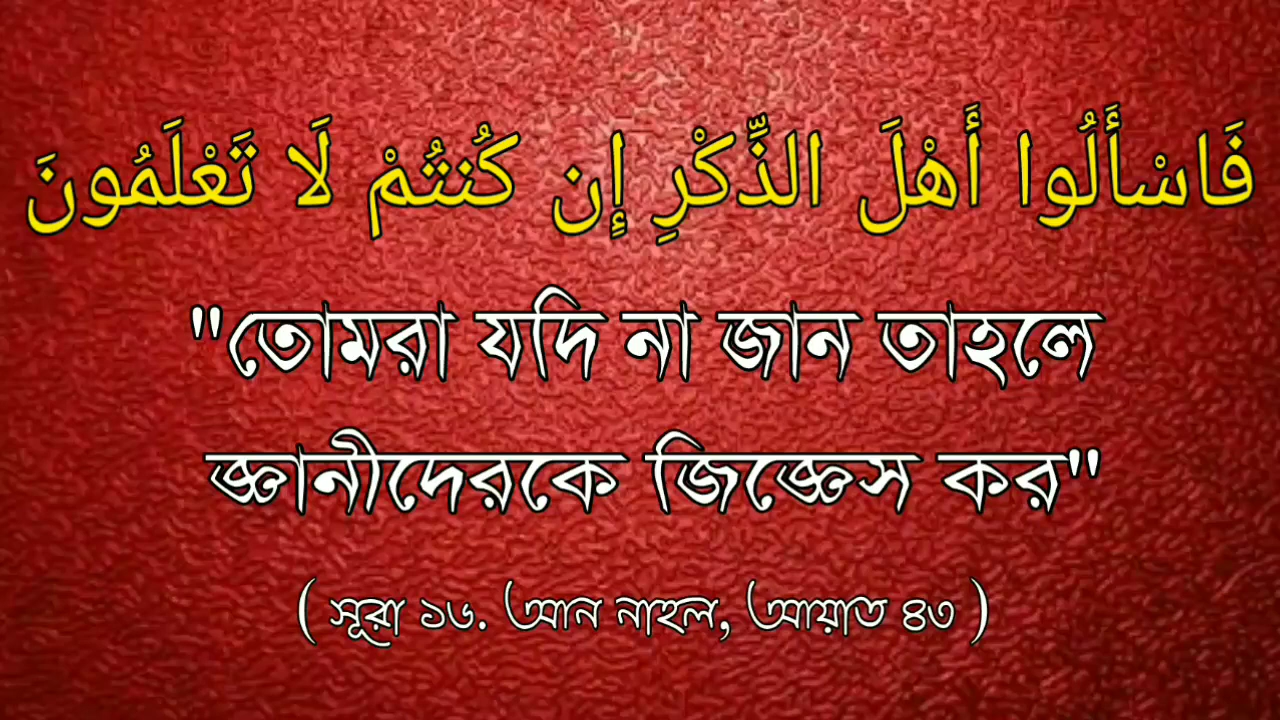 فَاسْأَلُوا أَهْلَ الذِّكْرِ إِن كُنتُمْ لَا تَعْلَمُونَ
"তোমরা যদি না জান তাহলে
জ্ঞানীদেরকে জিজ্ঞেস কর"
( সূরা ১৬. আন নাহল, আয়াত ৪৩ )